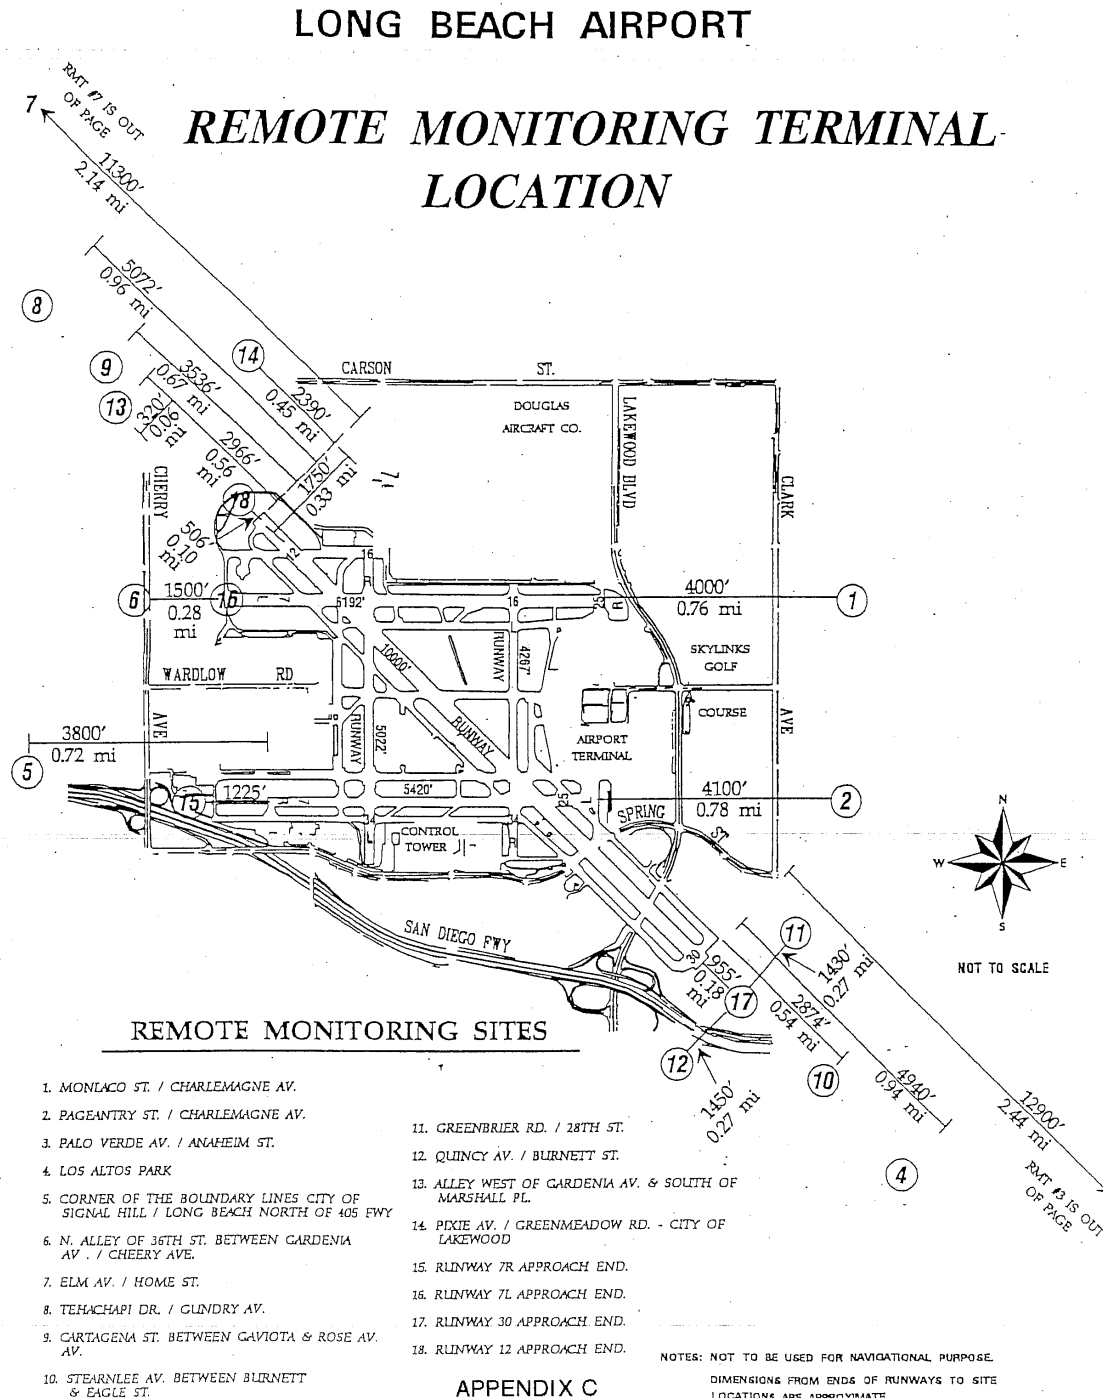 LONG BEACH AIRPORT
REMOTE MONITORING TERMINAL
LOCATION
7
RMT #7 IS OUT
OF PAGE
11300'
2.14 mi
5072'
0.96 mi
8
14
3536'
0.67 mi
9
2390'
0.45 mi
13
320'
0.06
mi
2966'
0.56
mi
1750'
0.33 mi
18
506'
0.10
mi
CARSON ST.
DOUGLAS
AIRCRAFT CO.
LAKEWOOD BLVD
CLARK
AVE
CHERRY
AVE
12
16
R
6
1500'
0.28
mi
16
L
7
6192'
16
25
R
4000'
0.76 mi
1
10000'
RUNWAY
4267'
SKYLINKS
GOLF
COURSE
WARDLOW RD
3800'
0.72 mi
5
RUNWAY
5022'
RUNWAY
AIRPORT
TERMINAL
15
1225'
7
5420'
25
L
4100'
0.78 mi
2
SPRING ST
CONTROL
TOWER
SAN DIEGO FWY
N
W
E
S
NOT TO SCALE
30
955'
0.18
mi
17
11
1430'
0.27 mi
2874'
0.54 mi
12
1450'
0.27 mi
10
4940'
0.94 mi
12900'
2.44 mi
4
RMT #3 IS OUT
OF PAGE
REMOTE MONITORING SITES
1. MONLACO ST. / CHARLEMAGNE AV.
2. PAGEANTRY ST. / CHARLEMAGNE AV.
3. PALO VERDE AV. / ANAHEIM ST.
4. LOS ALTOS PARK
5. CORNER OF THE BOUNDARY LINES CITY OF
SIGNAL HILL / LONG BEACH NORTH OF 405 FWY
6. N. ALLEY OF 36TH ST. BETWEEN GARDENIA
AV . / CHEERY AVE.
7. ELM AV. / HOME ST.
8. TEHACHAPI DR. / GUNDRY AV.
9. CARTAGENA ST. BETWEEN GAVIOTA & ROSE AV.
AV.
10. STEARNLEE AV. BETWEEN BURNETT
& EAGLE ST.
11. GREENBRIER RD. / 28TH ST.
12. QUINCY AV. / BURNETT ST.
13. ALLEY WEST OF GARDENIA AV. & SOUTH OF
MARSHALL PL.
14. PIXIE AV. / GREENMEADOW RD. - CITY OF
LAKEWOOD
15. RUNWAY 7R APPROACH END.
16. RUNWAY 7L APPROACH END.
17. RUNWAY 30 APPROACH END.
18. RUNWAY 12 APPROACH END.
NOTES: NOT TO BE USED FOR NAVIGATIONAL PURPOSE.
DIMENSIONS FROM ENDS OF RUNWAYS TO SITE
LOCATIONS ARE APPROXIMATE
APPENDIX C